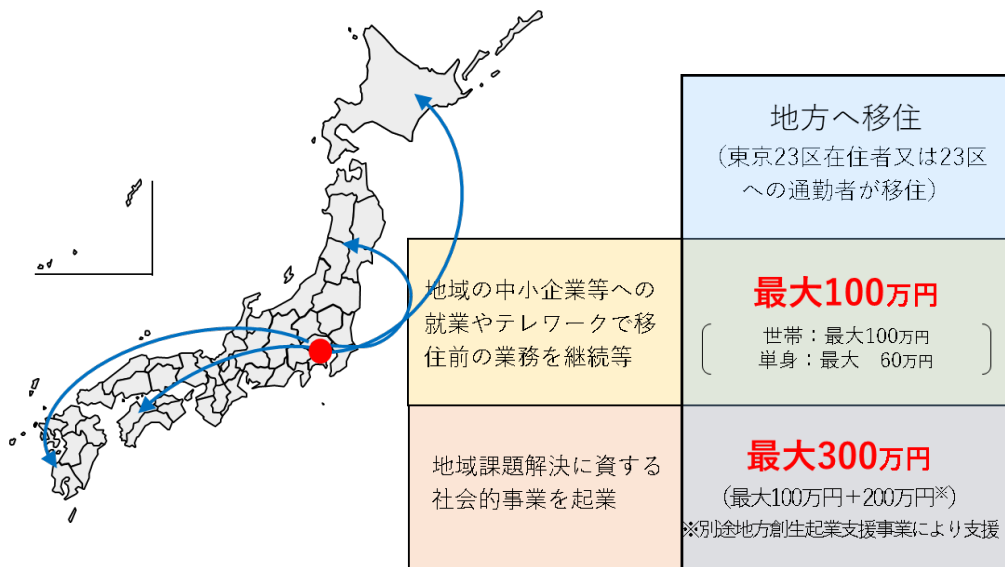 地方へ移住
（東京23区在住者又は23区
への通勤者が移住）
地域の中小企業等への
就業やテレワークで移
住前の業務を継続等
最大100万円
世帯：最大100万円
単身：最大　60万円
地域課題解決に資する
社会的事業を起業
最大300万円
（最大100万円＋200万円※）
※別途地方創生起業支援事業により支援